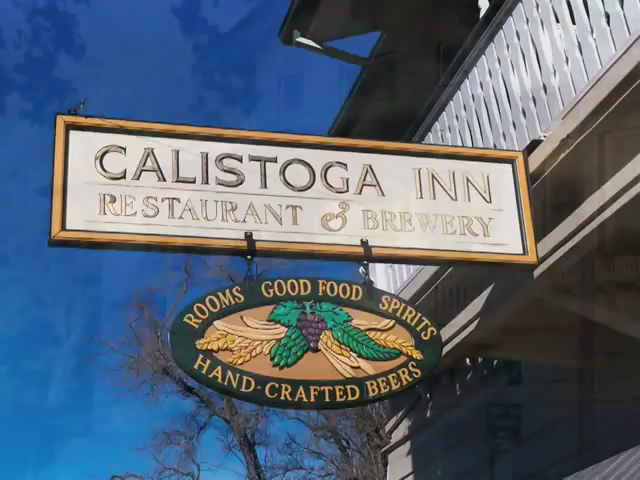 CALISTOGA INN
RESTAURANT & BREWERY
ROOMS GOOD FOOD SPIRITS
HAND-CRAFTED BEERS